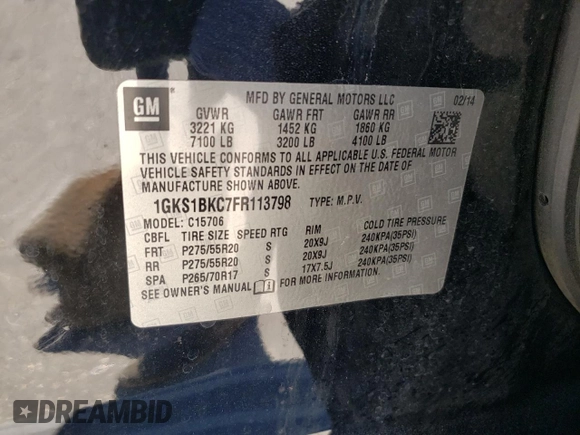 GM
MFD BY GENERAL MOTORS LLC 02/14
GVWR GAWR FRT GAWR RR
3221 KG 1452 KG 1860 KG
7100 LB 3200 LB 4100 LB
THIS VEHICLE CONFORMS TO ALL APPLICABLE U.S. FEDERAL MOTOR
VEHICLE SAFETY STANDARDS IN EFFECT ON THE DATE OF
MANUFACTURE SHOWN ABOVE.
1GKS1BKC7FR113798 TYPE: M.P.V.
MODEL: C15706
CBFL TIRE SIZE SPEED RTG RIM COLD TIRE PRESSURE
FRT P275/55R20 S 20X9J 240KPA(35PSI)
RR P275/55R20 S 20X9J 240KPA(35PSI)
SPA P265/70R17 S 17X7.5J 240KPA(35PSI)
SEE OWNER'S MANUAL FOR MORE INFORMATION.
DREAMBID